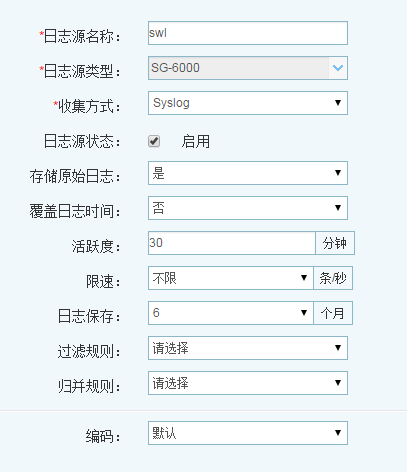 *日志源名称： swl
*日志源类型： SG-6000
*收集方式： Syslog
日志源状态： 启用
存储原始日志： 是
覆盖日志时间： 否
活跃度： 30 分钟
限速： 不限 条/秒
日志保存： 6 个月
过滤规则： 请选择
归并规则： 请选择
编码： 默认